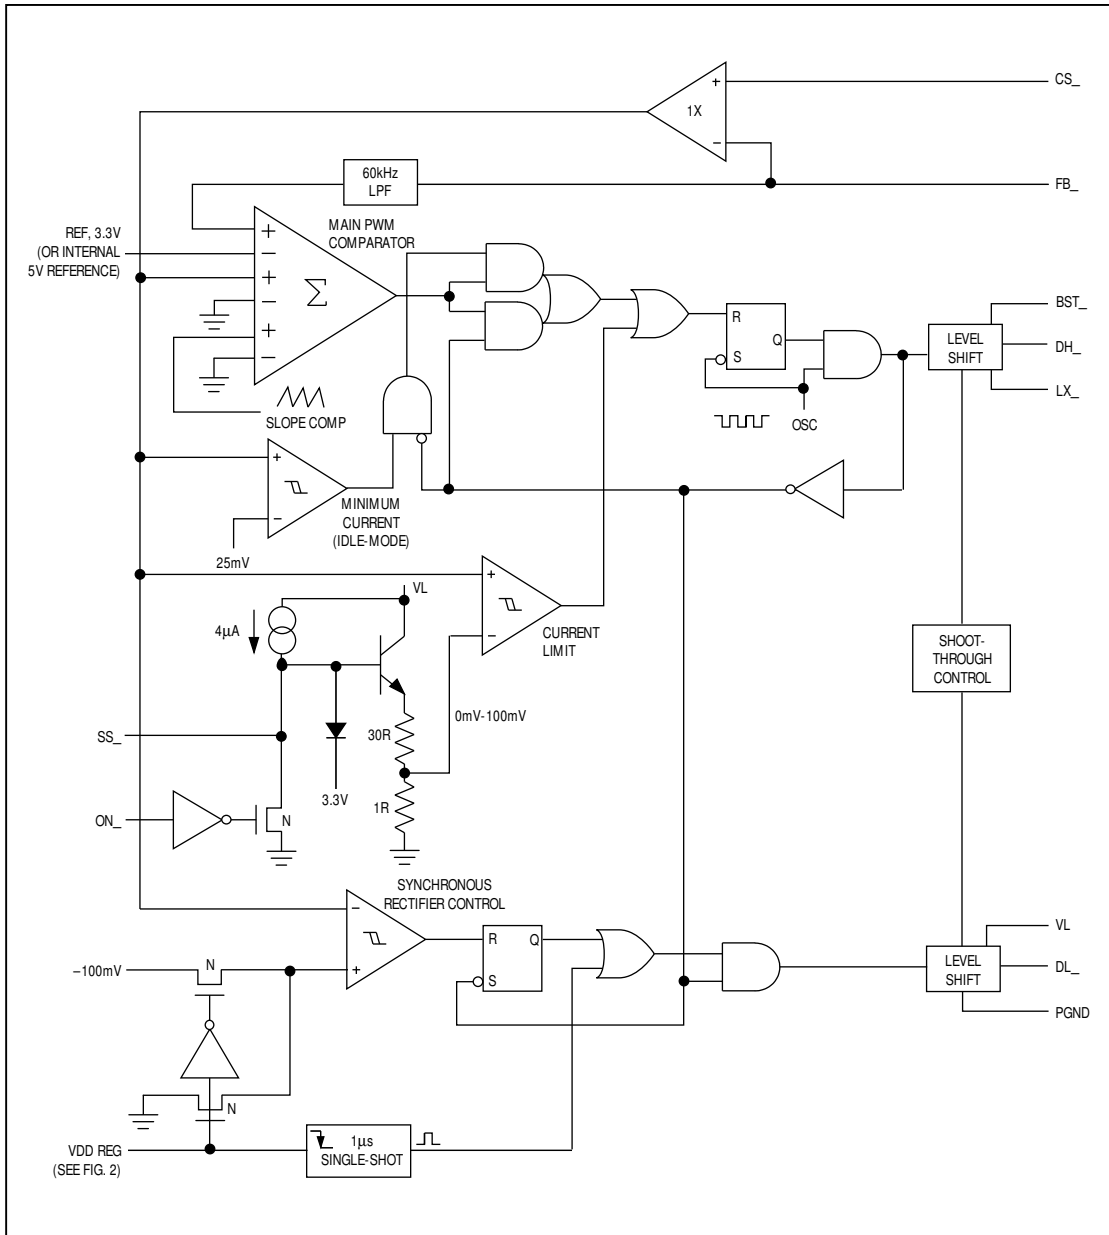 CS_
+
1X
−
60kHz
LPF
FB_
REF, 3.3V
(OR INTERNAL
5V REFERENCE)
MAIN PWM
COMPARATOR
+
−
+
−
+
−
Σ
R
Q
S
OSC
LEVEL
SHIFT
BST_
DH_
LX_
SLOPE COMP
+
−
25mV
MINIMUM
CURRENT
(IDLE-MODE)
VL
4µA
+
−
CURRENT
LIMIT
SHOOT-
THROUGH
CONTROL
0mV-100mV
SS_
30R
3.3V
1R
ON_
N
SYNCHRONOUS
RECTIFIER CONTROL
−
+
R
Q
S
−100mV
N
LEVEL
SHIFT
VL
DL_
PGND
N
VDD REG
(SEE FIG. 2)
1µs
SINGLE-SHOT